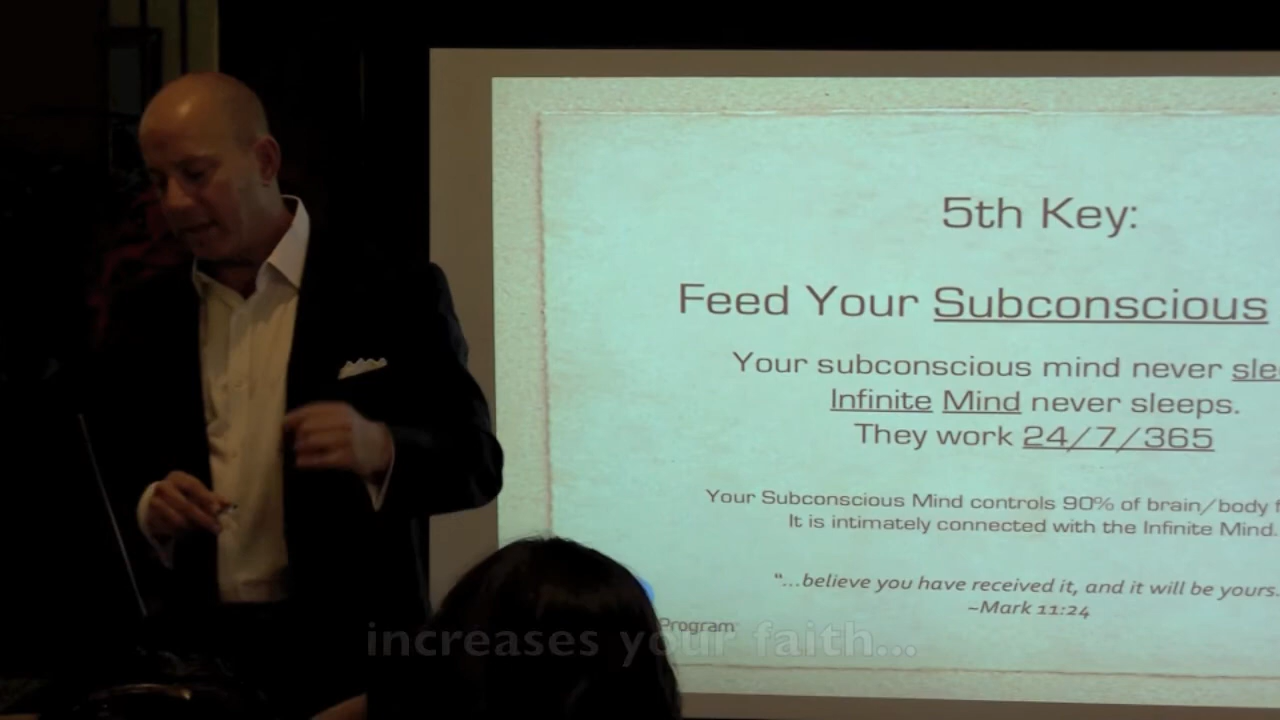 5th Key:
Feed Your Subconscious
Your subconscious mind never
Infinite Mind never sleeps.
They work 24/7/365
Your Subconscious Mind controls 90% of brain/body
It is intimately connected with the Infinite Mind.
"...believe you have received it, and it will be yours.
~Mark 11:24
Program
increases your faith...